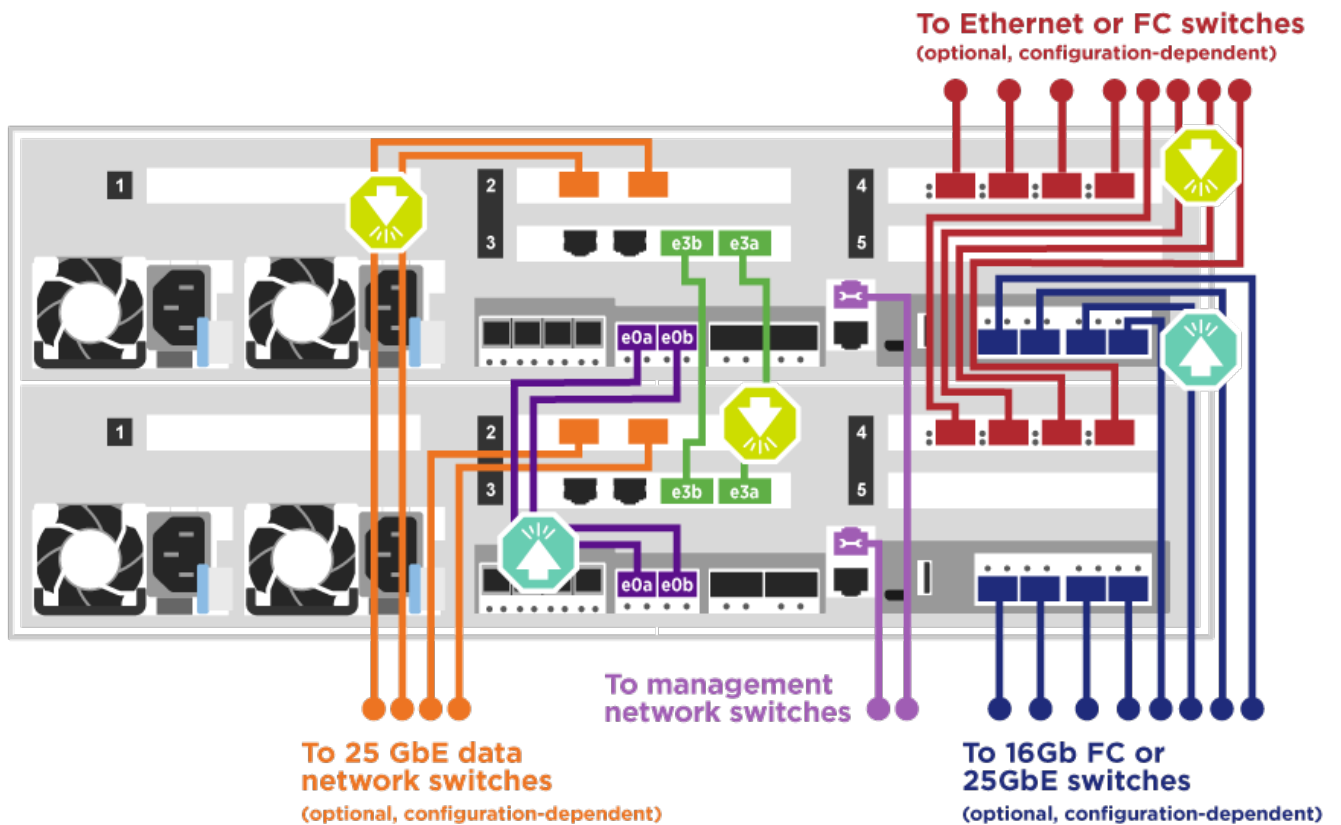 To Ethernet or FC switches
(optional, configuration-dependent)
1
2
4
3
e3b
e3a
5
e0a
e0b
1
2
4
3
e3b
e3a
5
e0a
e0b
To management
network switches
To 25 GbE data
network switches
(optional, configuration-dependent)
To 16Gb FC or
25GbE switches
(optional, configuration-dependent)